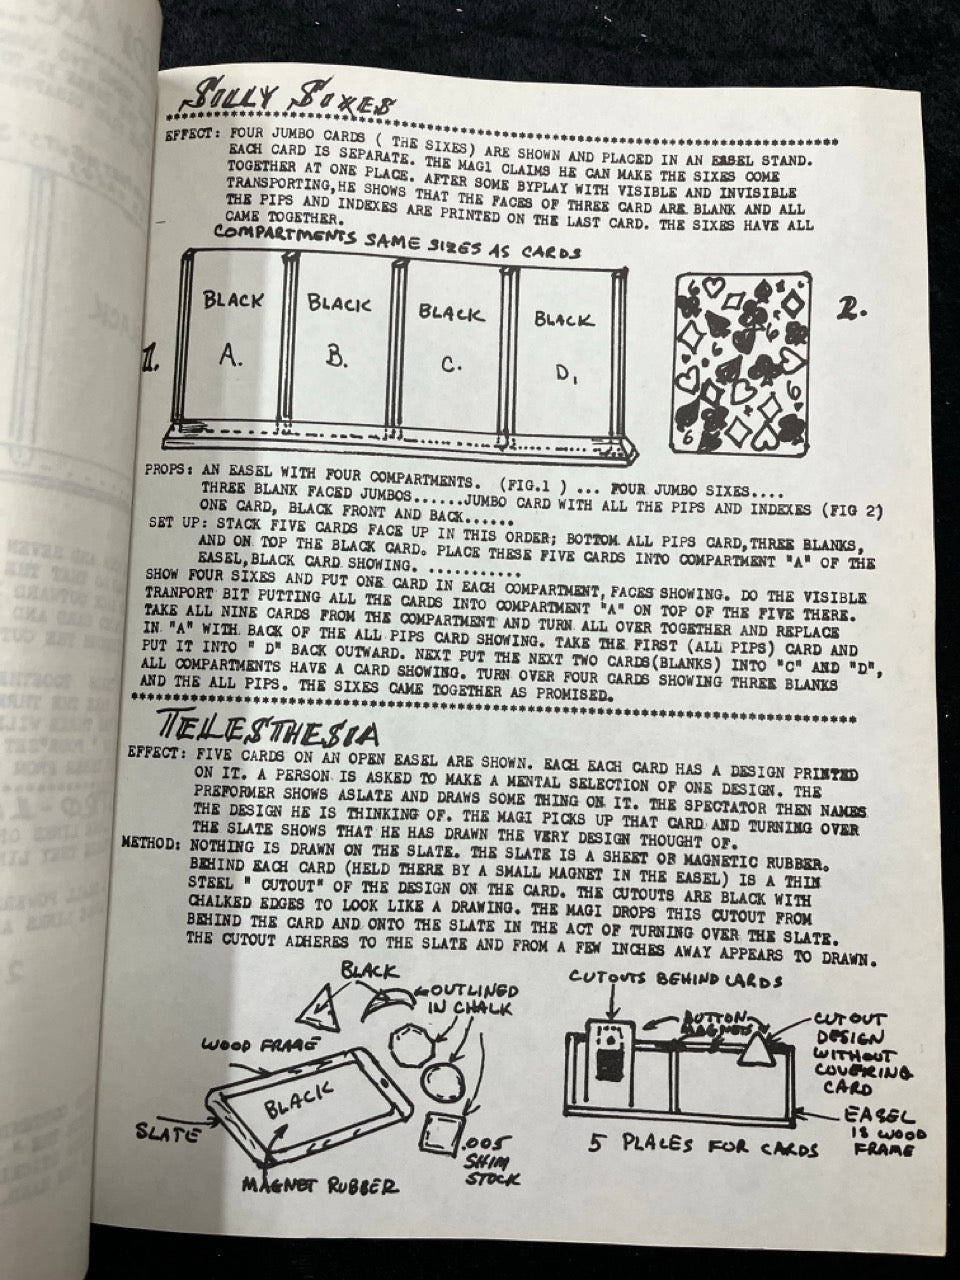 SILLY SIXES
************************************************************
EFFECT: FOUR JUMBO CARDS ( THE SIXES) ARE SHOWN AND PLACED IN AN EASEL STAND.
EACH CARD IS SEPARATE. THE MAGI CLAIMS HE CAN MAKE THE SIXES COME
TOGETHER AT ONE PLACE. AFTER SOME BYPLAY WITH VISIBLE AND INVISIBLE
TRANSPORTING,HE SHOWS THAT THE FACES OF THREE CARD ARE BLANK AND ALL
THE PIPS AND INDEXES ARE PRINTED ON THE LAST CARD. THE SIXES HAVE ALL
CAME TOGETHER.
COMPARTMENTS SAME SIZES AS CARDS
BLACK BLACK BLACK BLACK
1. A. B. C. D,
2.
6 6 6 6 6
PROPS: AN EASEL WITH FOUR COMPARTMENTS. (FIG.1 ) ... FOUR JUMBO SIXES....
THREE BLANK FACED JUMBOS......JUMBO CARD WITH ALL THE PIPS AND INDEXES (FIG 2)
ONE CARD, BLACK FRONT AND BACK......
SET UP: STACK FIVE CARDS FACE UP IN THIS ORDER; BOTTOM ALL PIPS CARD,THREE BLANKS,
AND ON TOP THE BLACK CARD. PLACE THESE FIVE CARDS INTO COMPARTMENT "A" OF THE
EASEL,BLACK CARD SHOWING. ...........
SHOW FOUR SIXES AND PUT ONE CARD IN EACH COMPARTMENT, FACES SHOWING. DO THE VISIBLE
TRANPORT BIT PUTTING ALL THE CARDS INTO COMPARTMENT "A" ON TOP OF THE FIVE THERE.
TAKE ALL NINE CARDS FROM THE COMPARTMENT AND TURN ALL OVER TOGETHER AND REPLACE
IN "A" WITH BACK OF THE ALL PIPS CARD SHOWING. TAKE THE FIRST (ALL PIPS) CARD AND
PUT IT INTO " D" BACK OUTWARD. NEXT PUT THE NEXT TWO CARDS(BLANKS) INTO "C" AND "D",
ALL COMPARTMENTS HAVE A CARD SHOWING. TURN OVER FOUR CARDS SHOWING THREE BLANKS
AND THE ALL PIPS. THE SIXES CAME TOGETHER AS PROMISED.
************************************************************
TELESTHESIA
EFFECT: FIVE CARDS ON AN OPEN EASEL ARE SHOWN. EACH EACH CARD HAS A DESIGN PRINTED
ON IT. A PERSON IS ASKED TO MAKE A MENTAL SELECTION OF ONE DESIGN. THE
PREFORMER SHOWS ASLATE AND DRAWS SOME THING ON IT. THE SPECTATOR THEN NAMES
THE DESIGN HE IS THINKING OF. THE MAGI PICKS UP THAT CARD AND TURNING OVER
THE SLATE SHOWS THAT HE HAS DRAWN THE VERY DESIGN THOUGHT OF.
METHOD: NOTHING IS DRAWN ON THE SLATE. THE SLATE IS A SHEET OF MAGNETIC RUBBER.
BEHIND EACH CARD (HELD THERE BY A SMALL MAGNET IN THE EASEL) IS A THIN
STEEL " CUTOUT" OF THE DESIGN ON THE CARD. THE CUTOUTS ARE BLACK WITH
CHALKED EDGES TO LOOK LIKE A DRAWING. THE MAGI DROPS THIS CUTOUT FROM
BEHIND THE CARD AND ONTO THE SLATE IN THE ACT OF TURNING OVER THE SLATE.
THE CUTOUT ADHERES TO THE SLATE AND FROM A FEW INCHES AWAY APPEARS TO DRAWN.
BLACK
OUTLINED
IN CHALK
WOOD FRAME
BLACK
SLATE
MAGNET RUBBER
.005
SHIM
STOCK
CUTOUTS BEHIND CARDS
BUTTON
MAGNETS
CUTOUT
DESIGN
WITHOUT
COVERING
CARD
EASEL
IS WOOD
FRAME
5 PLACES FOR CARDS